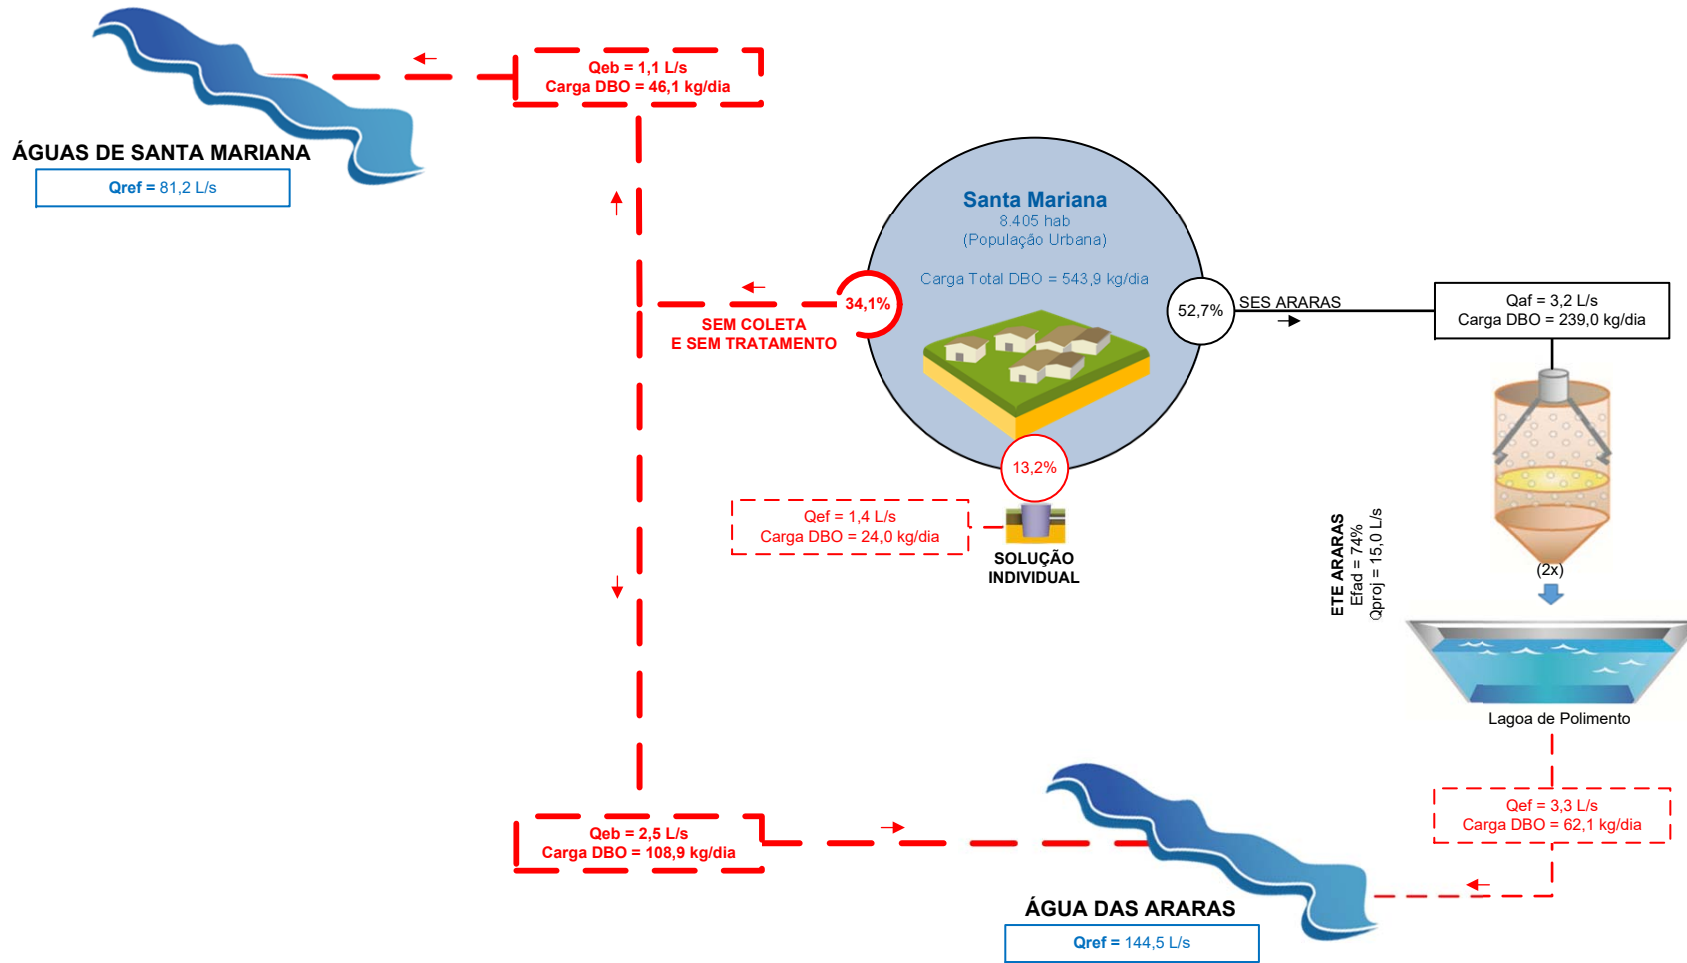 Qeb = 1,1 L/s
Carga DBO = 46,1 kg/dia
ÁGUAS DE SANTA MARIANA
Qref = 81,2 L/s
Santa Mariana
8.405 hab
(População Urbana)
Carga Total DBO = 543,9 kg/dia
34,1%
SEM COLETA
E SEM TRATAMENTO
52,7%
SES ARARAS
Qaf = 3,2 L/s
Carga DBO = 239,0 kg/dia
13,2%
Qef = 1,4 L/s
Carga DBO = 24,0 kg/dia
SOLUÇÃO
INDIVIDUAL
ETE ARARAS
Efad = 74%
Qproj = 15,0 L/s
(2x)
Lagoa de Polimento
Qef = 3,3 L/s
Carga DBO = 62,1 kg/dia
Qeb = 2,5 L/s
Carga DBO = 108,9 kg/dia
ÁGUA DAS ARARAS
Qref = 144,5 L/s